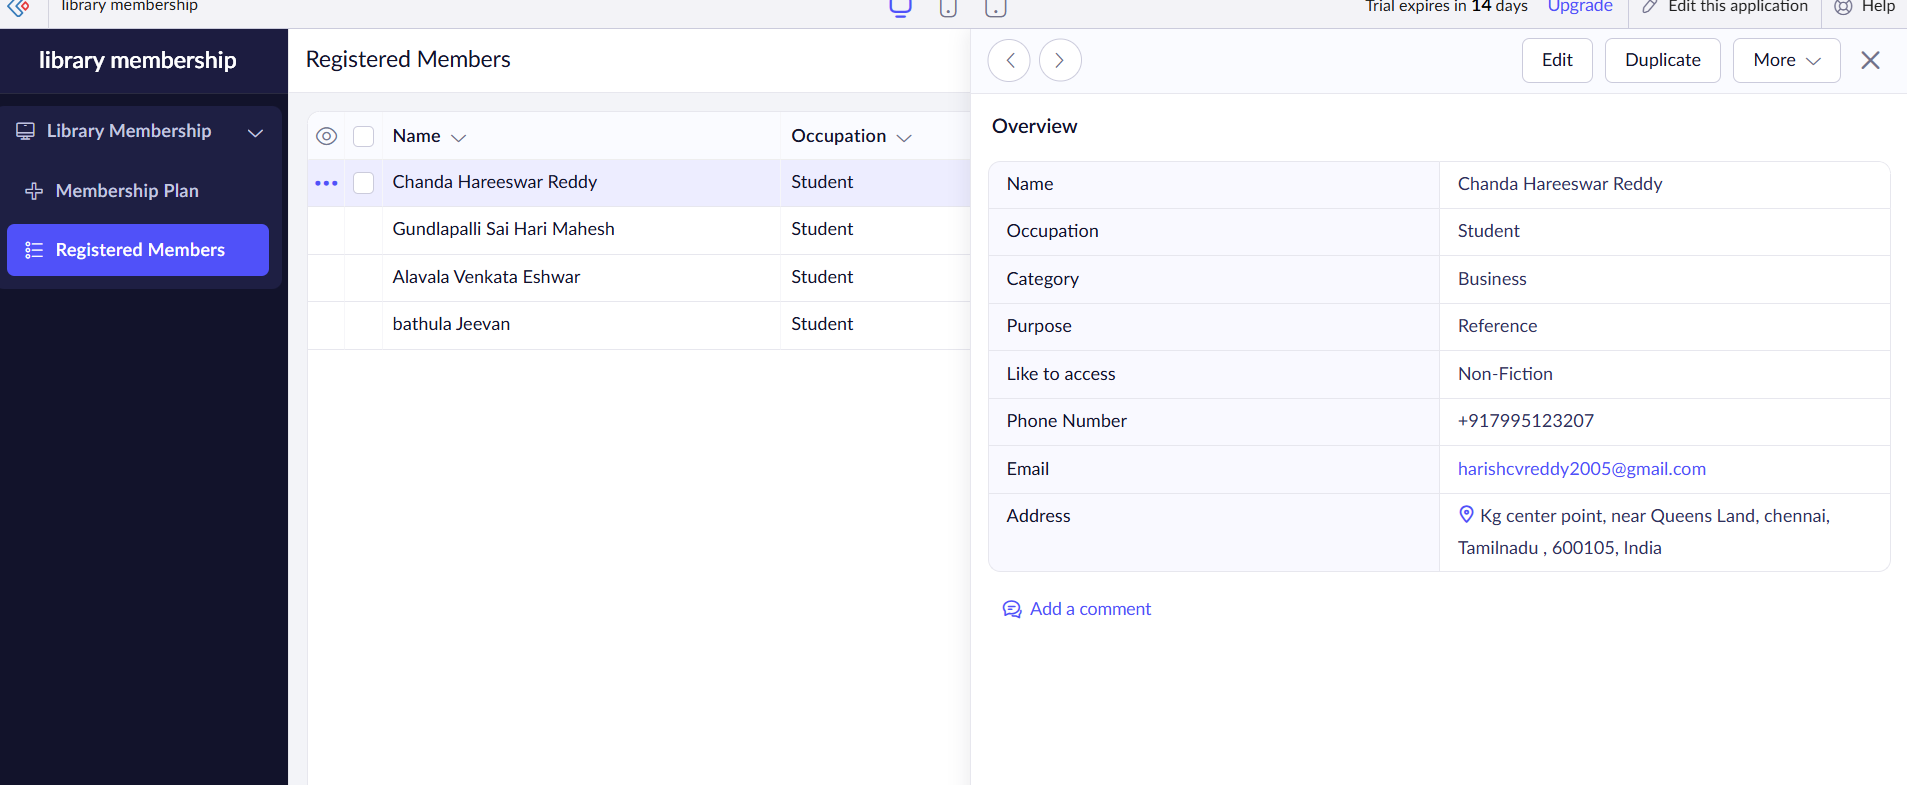 library membership
Trial expires in 14 days Upgrade Edit this application Help
library membership
Library Membership
Membership Plan
Registered Members
Registered Members
Name Occupation
Chanda Hareeswar Reddy Student
Gundlapalli Sai Hari Mahesh Student
Alavala Venkata Eshwar Student
bathula Jeevan Student
Edit Duplicate More
Overview
Name Chanda Hareeswar Reddy
Occupation Student
Category Business
Purpose Reference
Like to access Non-Fiction
Phone Number +917995123207
Email harishcvreddy2005@gmail.com
Address Kg center point, near Queens Land, chennai,
Tamilnadu , 600105, India
Add a comment